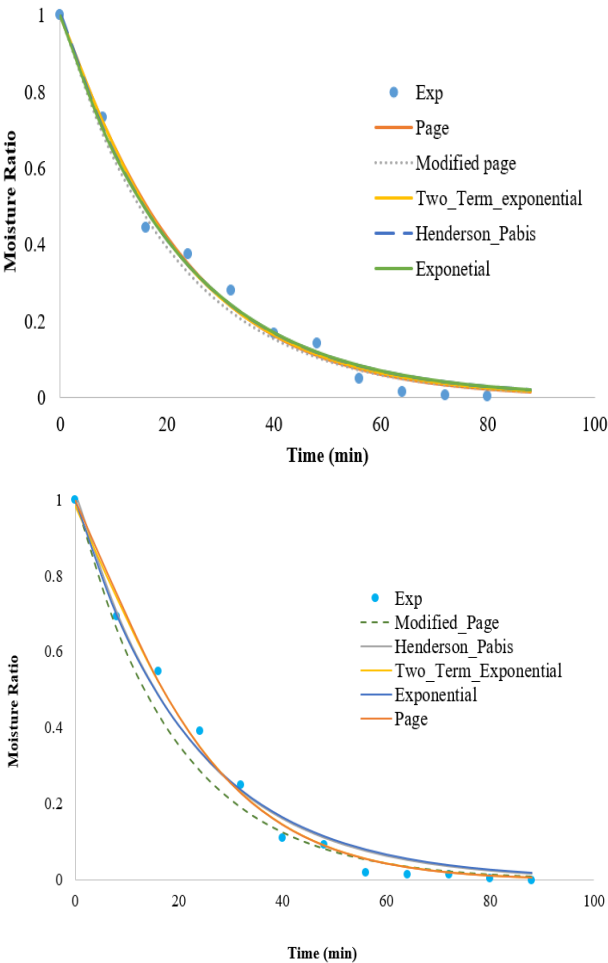 1
0.8
0.6
0.4
0.2
0
Moisture Ratio
Exp
Page
Modified page
Two_Term_exponential
Henderson_Pabis
Exponetial
0 20 40 60 80 100
Time (min)
1
0.8
0.6
0.4
0.2
0
Moisture Ratio
Exp
Modified_Page
Henderson_Pabis
Two_Term_Exponential
Exponential
Page
0 20 40 60 80 100
Time (min)